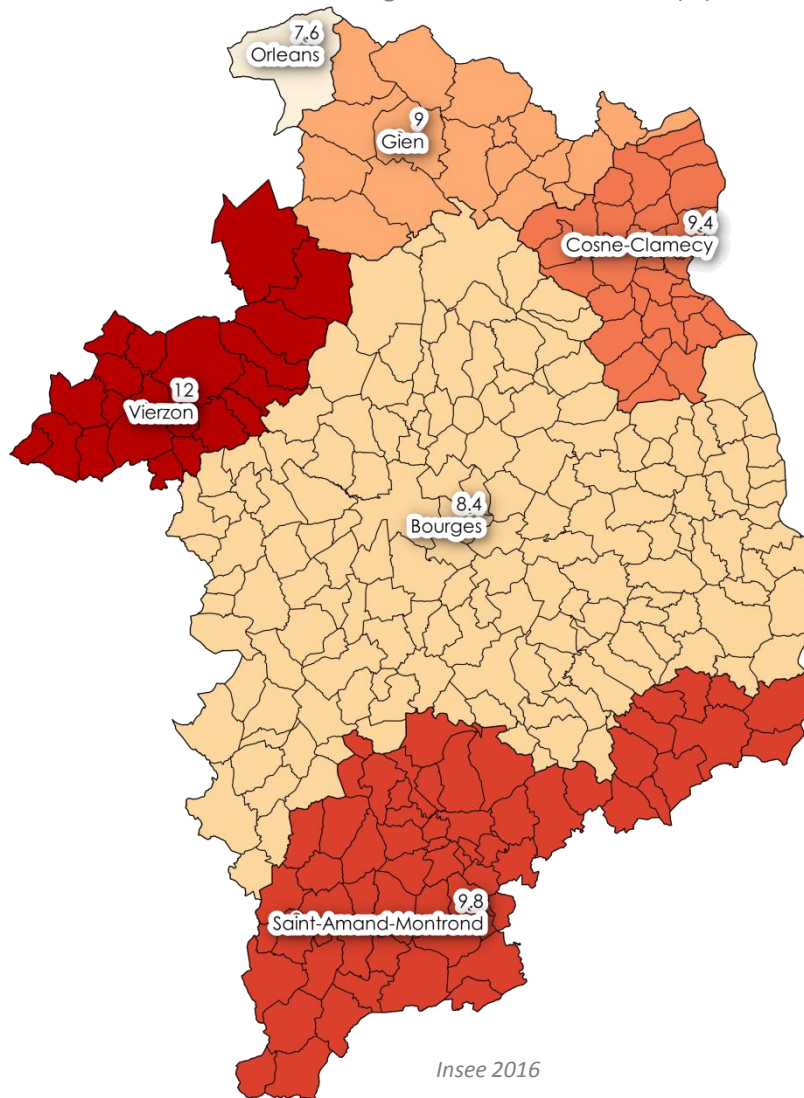 7.6
Orleans
9
Gien
9.4
Cosne-Clamecy
12
Vierzon
8.4
Bourges
9.8
Saint-Amand-Montrond
Insee 2016